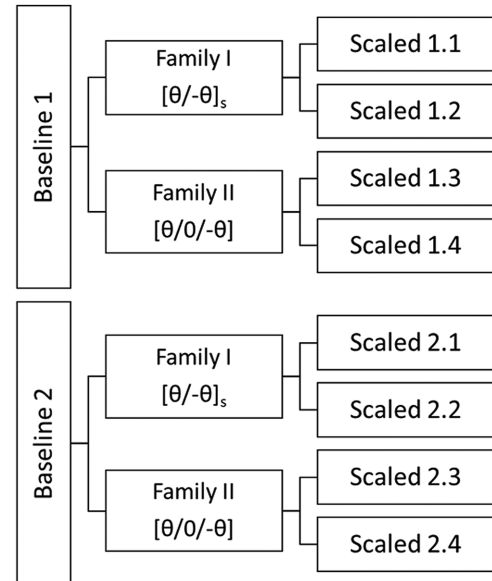 Baseline 1
Family I
[θ/-θ]ₛ
Scaled 1.1
Scaled 1.2
Family II
[θ/0/-θ]
Scaled 1.3
Scaled 1.4
Baseline 2
Family I
[θ/-θ]ₛ
Scaled 2.1
Scaled 2.2
Family II
[θ/0/-θ]
Scaled 2.3
Scaled 2.4